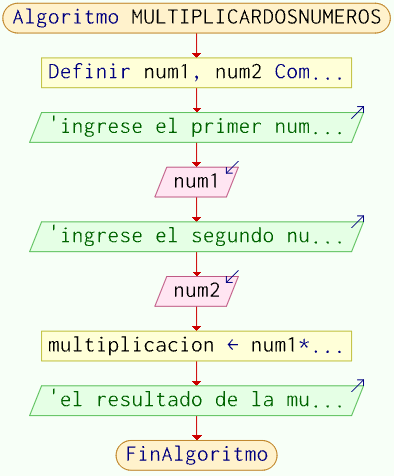 Algoritmo MULTIPLICARDOSNUMEROS
Definir num1, num2 Com...
'ingrese el primer num...
num1
'ingrese el segundo nu...
num2
multiplicacion ← num1*...
'el resultado de la mu...
FinAlgoritmo